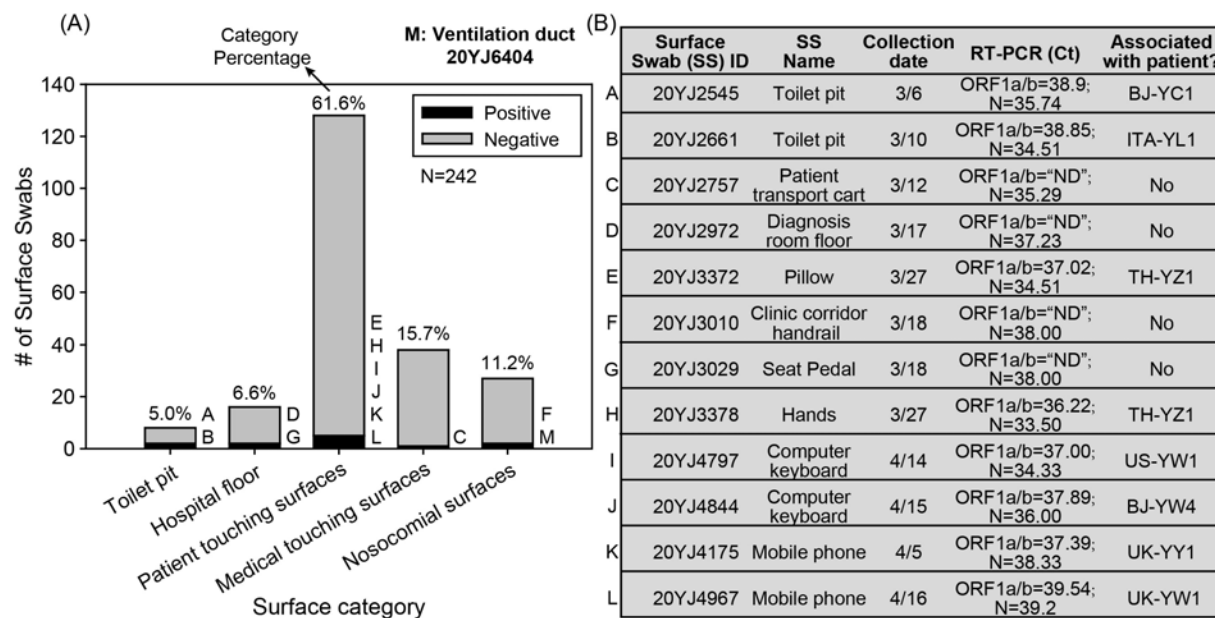 (A)
Category
Percentage
M: Ventilation duct
20YJ6404
# of Surface Swabs
140
120
100
80
60
40
20
0
5.0%
6.6%
61.6%
15.7%
11.2%
Positive
Negative
N=242
A
B
D
G
E
H
I
J
K
L
C
F
M
Toilet pit
Hospital floor
Patient touching surfaces
Medical touching surfaces
Nosocomial surfaces
Surface category
(B)
Surface Swab (SS) ID SS Name Collection date RT-PCR (Ct) Associated with patient?
A 20YJ2545 Toilet pit 3/6 ORF1a/b=38.9; N=35.74 BJ-YC1
B 20YJ2661 Toilet pit 3/10 ORF1a/b=38.85; N=34.51 ITA-YL1
C 20YJ2757 Patient transport cart 3/12 ORF1a/b=“ND”; N=35.29 No
D 20YJ2972 Diagnosis room floor 3/17 ORF1a/b=“ND”; N=37.23 No
E 20YJ3372 Pillow 3/27 ORF1a/b=37.02; N=34.51 TH-YZ1
F 20YJ3010 Clinic corridor handrail 3/18 ORF1a/b=“ND”; N=38.00 No
G 20YJ3029 Seat Pedal 3/18 ORF1a/b=“ND”; N=38.00 No
H 20YJ3378 Hands 3/27 ORF1a/b=36.22; N=33.50 TH-YZ1
I 20YJ4797 Computer keyboard 4/14 ORF1a/b=37.00; N=34.33 US-YW1
J 20YJ4844 Computer keyboard 4/15 ORF1a/b=37.89; N=36.00 BJ-YW4
K 20YJ4175 Mobile phone 4/5 ORF1a/b=37.39; N=38.33 UK-YY1
L 20YJ4967 Mobile phone 4/16 ORF1a/b=39.54; N=39.2 UK-YW1